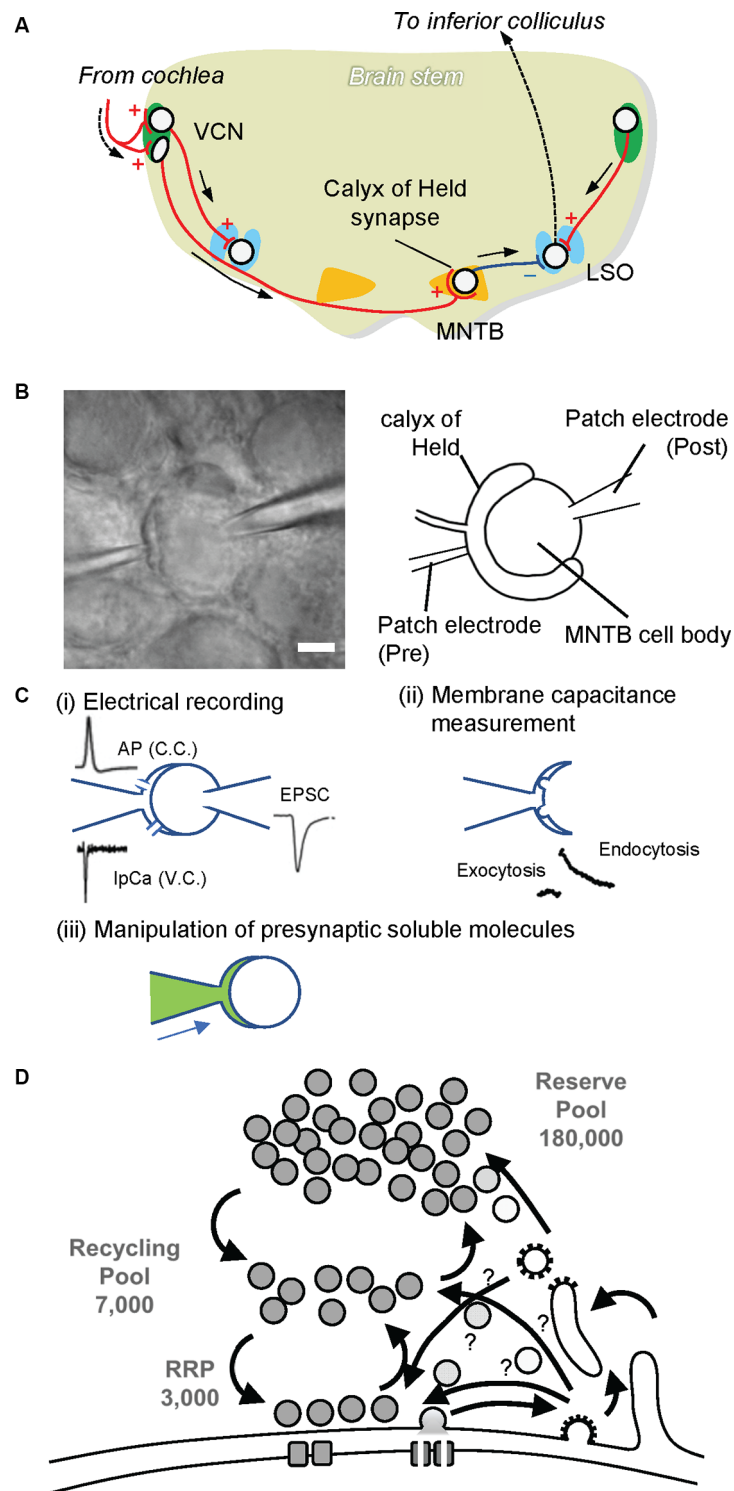 A
To inferior colliculus
From cochlea
Brain stem
+
VCN
+
+
Calyx of Held
synapse
+
+
−
LSO
MNTB
B
calyx of
Held
Patch electrode
(Post)
Patch electrode
(Pre)
MNTB cell body
C
(i) Electrical recording
(ii) Membrane capacitance
measurement
AP (C.C.)
EPSC
IpCa (V.C.)
Exocytosis
Endocytosis
(iii) Manipulation of presynaptic soluble molecules
D
Reserve
Pool
180,000
Recycling
Pool
7,000
?
?
?
?
RRP
3,000